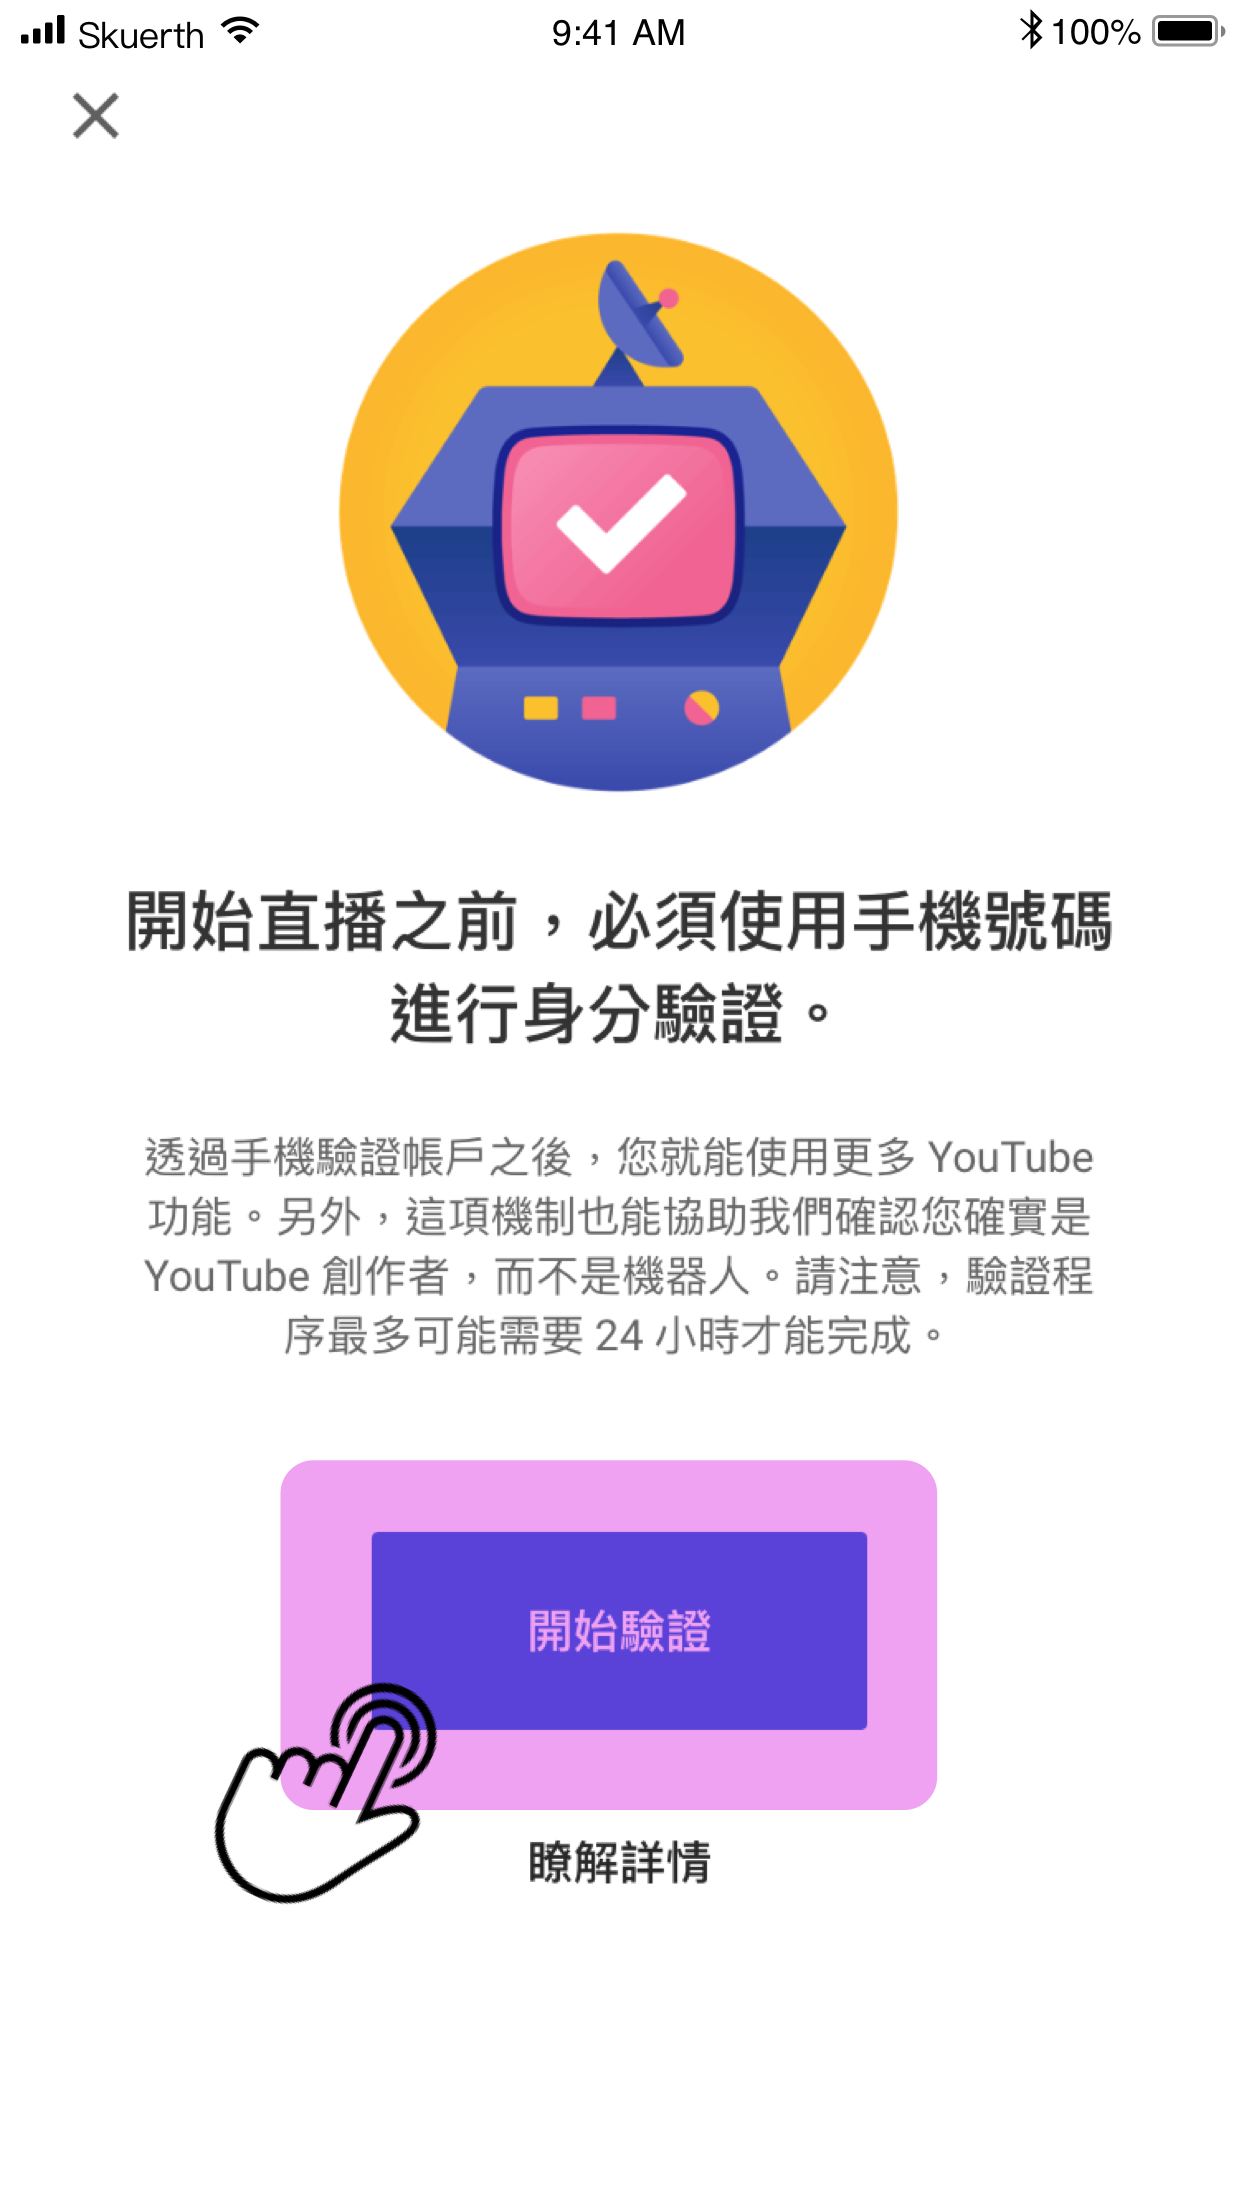 Skuerth 9:41 AM 100%
開始直播之前，必須使用手機號碼
進行身分驗證。
透過手機驗證帳戶之後，您就能使用更多 YouTube
功能。另外，這項機制也能協助我們確認您確實是
YouTube 創作者，而不是機器人。請注意，驗證程
序最多可能需要 24 小時才能完成。
開始驗證
瞭解詳情